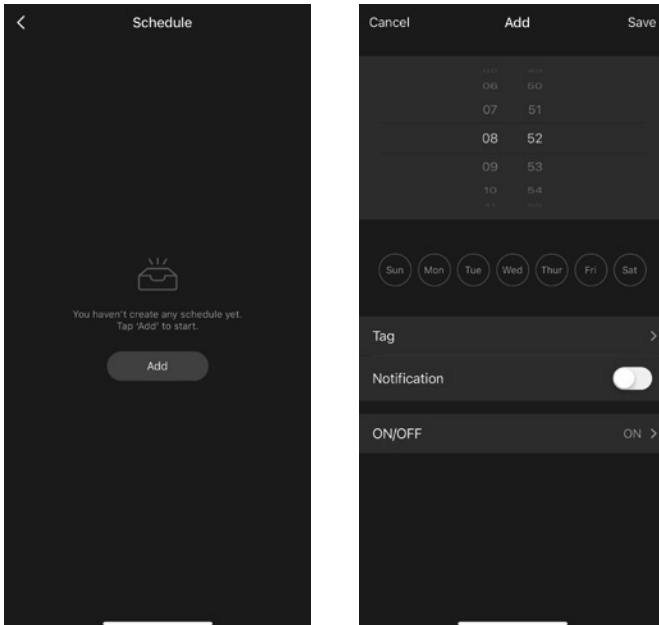 Schedule
You haven't create any schedule yet.
Tap 'Add' to start.
Add
Cancel Add Save
06 50
07 51
08 52
09 53
10 54
Sun Mon Tue Wed Thur Fri Sat
Tag
Notification
ON/OFF ON